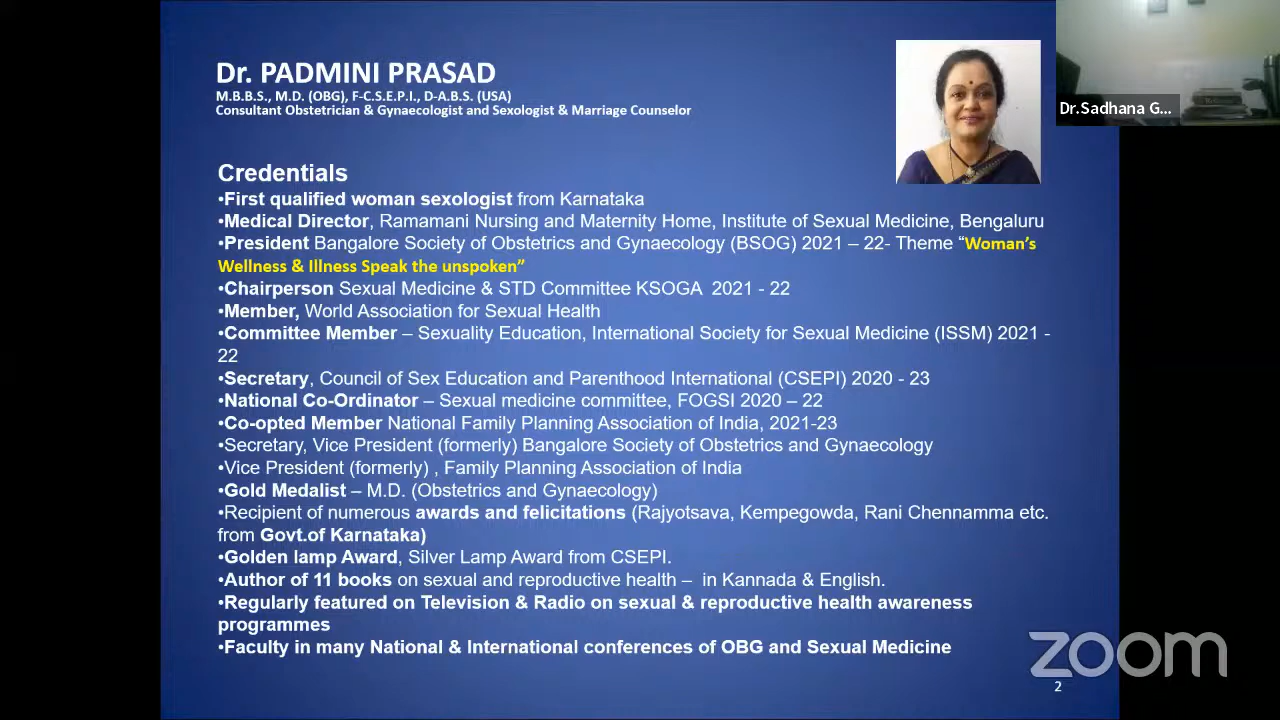 Dr. PADMINI PRASAD
M.B.B.S., M.D. (OBG), F-C.S.E.P.I., D-A.B.S. (USA)
Consultant Obstetrician & Gynaecologist and Sexologist & Marriage Counselor
Dr.Sadhana G...
Credentials
•First qualified woman sexologist from Karnataka
•Medical Director, Ramamani Nursing and Maternity Home, Institute of Sexual Medicine, Bengaluru
•President Bangalore Society of Obstetrics and Gynaecology (BSOG) 2021 – 22- Theme “Woman’s
Wellness & Illness Speak the unspoken”
•Chairperson Sexual Medicine & STD Committee KSOGA 2021 - 22
•Member, World Association for Sexual Health
•Committee Member – Sexuality Education, International Society for Sexual Medicine (ISSM) 2021 -
22
•Secretary, Council of Sex Education and Parenthood International (CSEPI) 2020 - 23
•National Co-Ordinator – Sexual medicine committee, FOGSI 2020 – 22
•Co-opted Member National Family Planning Association of India, 2021-23
•Secretary, Vice President (formerly) Bangalore Society of Obstetrics and Gynaecology
•Vice President (formerly) , Family Planning Association of India
•Gold Medalist – M.D. (Obstetrics and Gynaecology)
•Recipient of numerous awards and felicitations (Rajyotsava, Kempegowda, Rani Chennamma etc.
from Govt.of Karnataka)
•Golden lamp Award, Silver Lamp Award from CSEPI.
•Author of 11 books on sexual and reproductive health – in Kannada & English.
•Regularly featured on Television & Radio on sexual & reproductive health awareness
programmes
•Faculty in many National & International conferences of OBG and Sexual Medicine
zoom
2